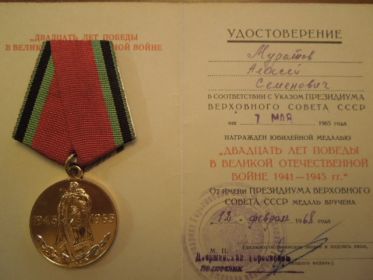 „ДВАДЦАТЬ ЛЕТ ПОБЕДЫ
В ВЕЛИКОЙ ОТЕЧЕСТВЕННОЙ ВОЙНЕ
1945 1965
УДОСТОВЕРЕНИЕ
Муратов
Алексей
Семенович
В СООТВЕТСТВИИ С УКАЗОМ ПРЕЗИДИУМА
ВЕРХОВНОГО СОВЕТА СССР
от 7 МАЯ 1965 года
НАГРАЖДЕН ЮБИЛЕЙНОЙ МЕДАЛЬЮ
„ДВАДЦАТЬ ЛЕТ ПОБЕДЫ
В ВЕЛИКОЙ ОТЕЧЕСТВЕННОЙ
ВОЙНЕ 1941—1945 гг."
ОТ ИМЕНИ ПРЕЗИДИУМА ВЕРХОВНОГО
СОВЕТА СССР МЕДАЛЬ ВРУЧЕНА
12 феврал 1968 года
М. П.